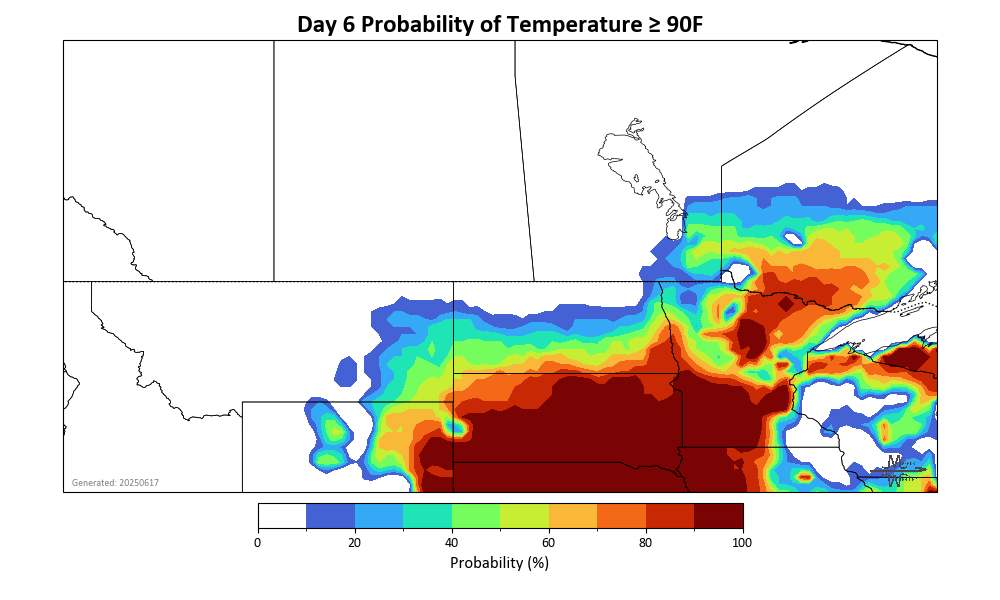 Day 6 Probability of Temperature ≥ 90F
Generated: 20250617
0 20 40 60 80 100
Probability (%)